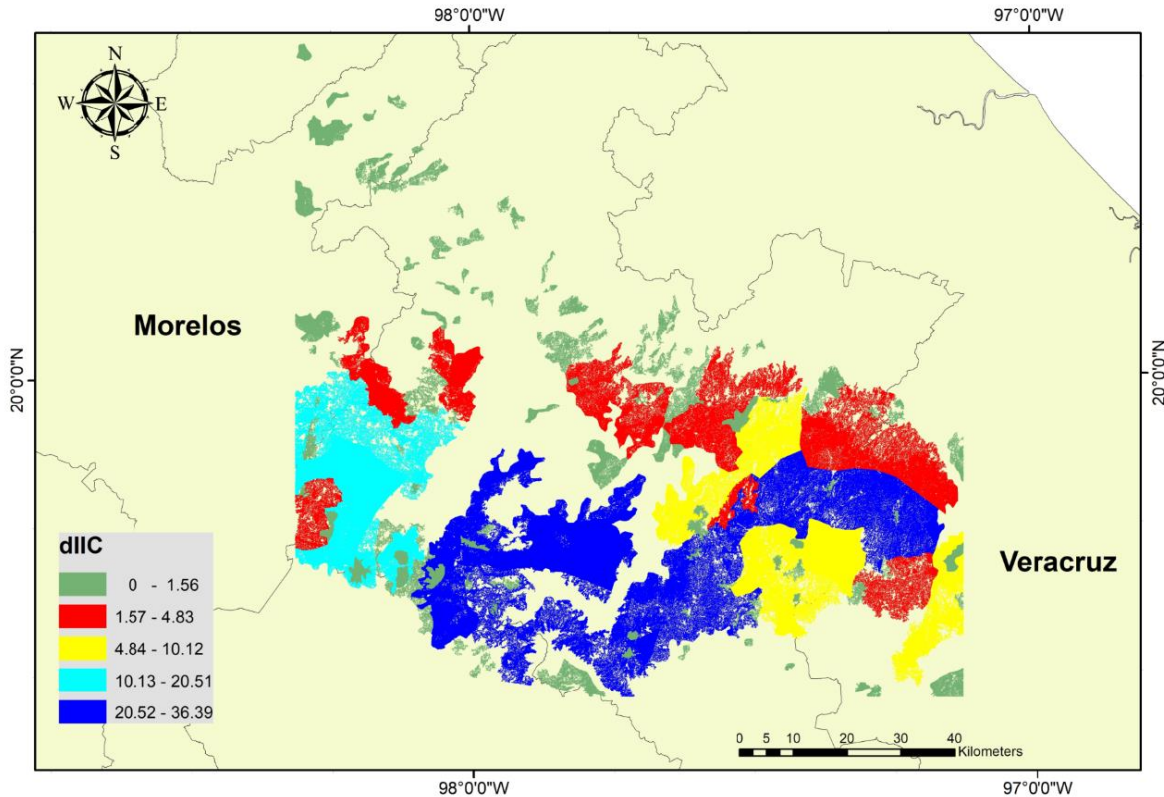 98°0'0"W 97°0'0"W
N
W E
S
Morelos
20°0'0"N 20°0'0"N
dIIC
0 - 1.56
1.57 - 4.83
4.84 - 10.12
10.13 - 20.51
20.52 - 36.39
Veracruz
0 5 10 20 30 40
Kilometers
98°0'0"W 97°0'0"W